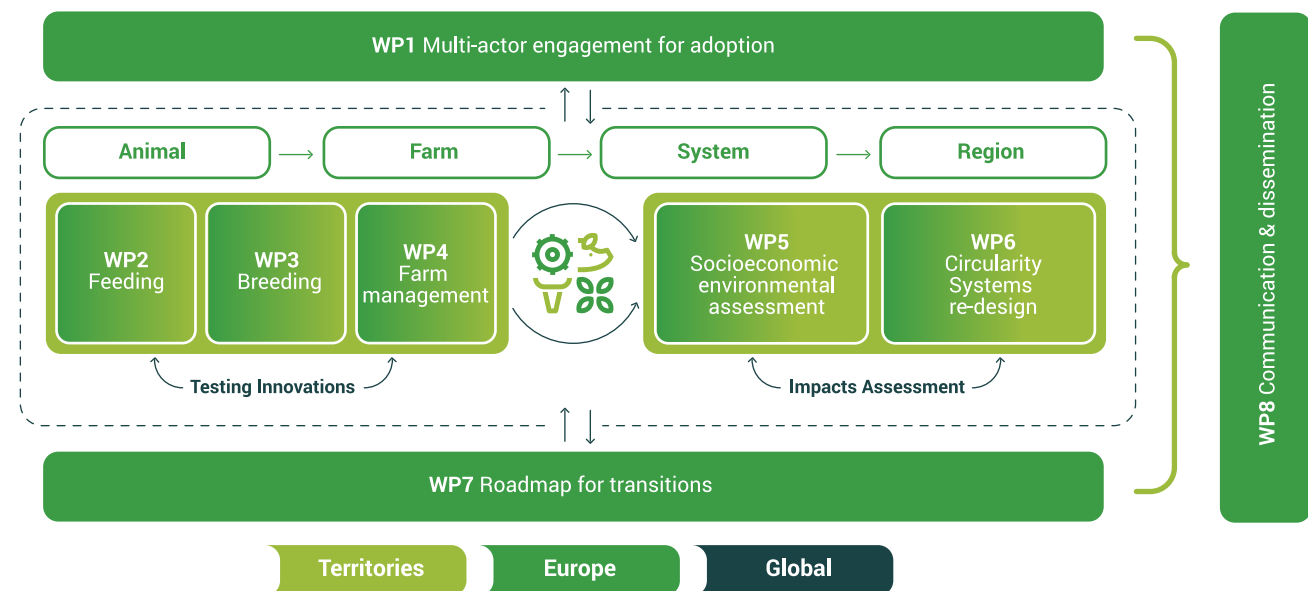 WP1 Multi-actor engagement for adoption
Animal
Farm
System
Region
WP2
Feeding
WP3
Breeding
WP4
Farm
management
WP5
Socioeconomic
environmental
assessment
WP6
Circularity
Systems
re-design
Testing Innovations
Impacts Assessment
WP7 Roadmap for transitions
WP8 Communication & dissemination
Territories
Europe
Global